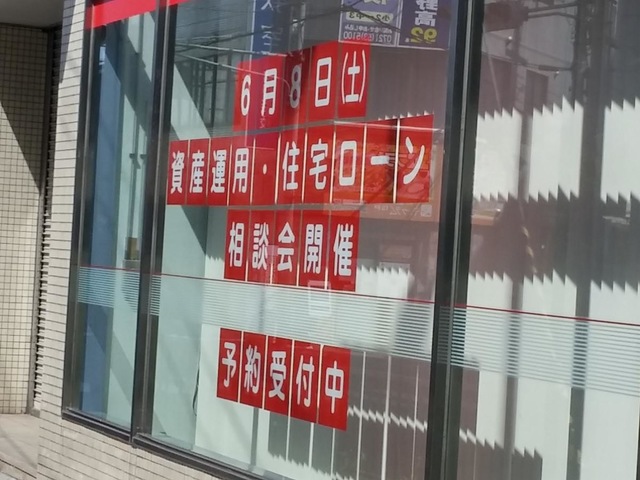 6月8日(土)
資産運用・住宅ローン
相談会開催
予約受付中